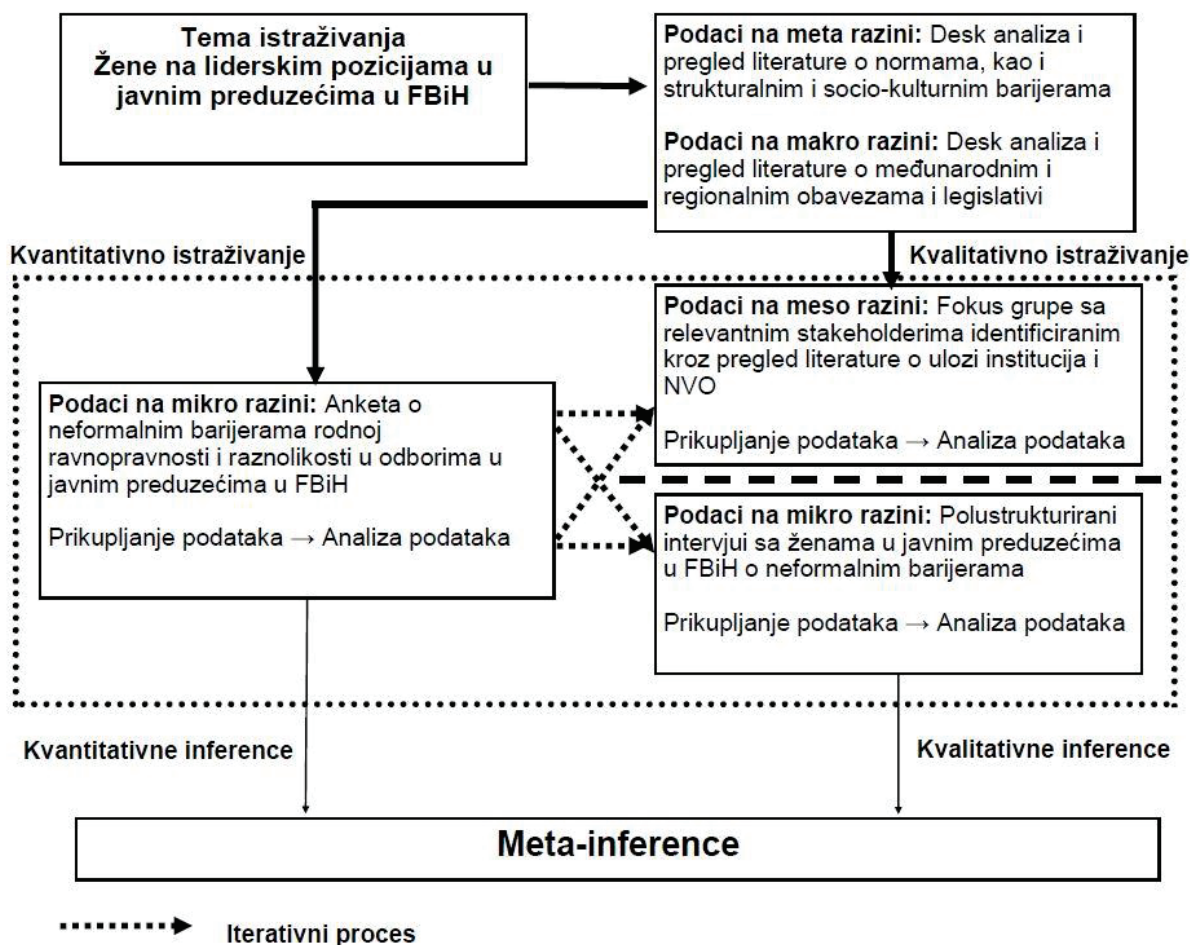 Tema istraživanja
Žene na liderskim pozicijama u
javnim preduzećima u FBiH
Podaci na meta razini: Desk analiza i
pregled literature o normama, kao i
strukturalnim i socio-kulturnim barijerama
Podaci na makro razini: Desk analiza i
pregled literature o međunarodnim i
regionalnim obavezama i legislativi
Kvantitativno istraživanje
Kvalitativno istraživanje
Podaci na meso razini: Fokus grupe sa
relevantnim stakeholderima identificiranim
kroz pregled literature o ulozi institucija i
NVO
Prikupljanje podataka → Analiza podataka
Podaci na mikro razini: Anketa o
neformalnim barijerama rodnoj
ravnopravnosti i raznolikosti u odborima u
javnim preduzećima u FBiH
Prikupljanje podataka → Analiza podataka
Podaci na mikro razini: Polustrukturirani
intervjui sa ženama u javnim preduzećima
u FBiH o neformalnim barijerama
Prikupljanje podataka → Analiza podataka
Kvantitativne inference
Kvalitativne inference
Meta-inference
Iterativni proces